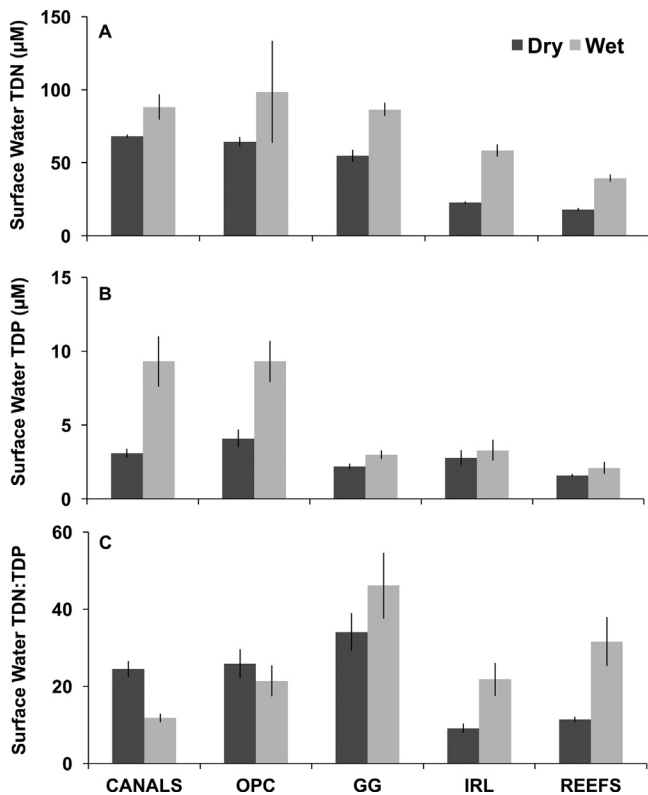 Surface Water TDN (µM)
150
100
50
0
A
Dry
Wet
Surface Water TDP (µM)
15
10
5
0
B
Surface Water TDN:TDP
60
40
20
0
C
CANALS
OPC
GG
IRL
REEFS